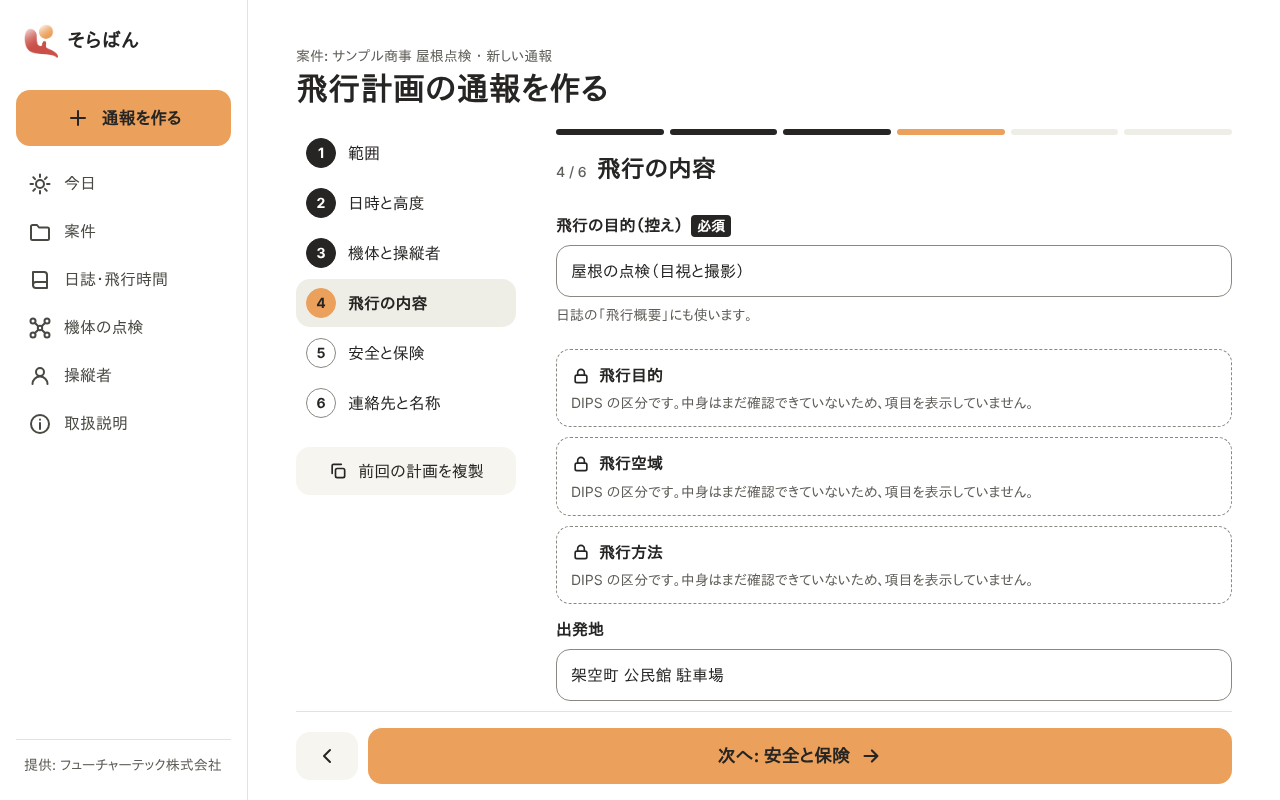 そらばん
通報を作る
今日
案件
日誌・飛行時間
機体の点検
操縦者
取扱説明
提供: フューチャーテック株式会社
案件: サンプル商事 屋根点検 · 新しい通報
飛行計画の通報を作る
1 範囲
2 日時と高度
3 機体と操縦者
4 飛行の内容
5 安全と保険
6 連絡先と名称
前回の計画を複製
4 / 6 飛行の内容
飛行の目的（控え） 必須
屋根の点検（目視と撮影）
日誌の「飛行概要」にも使います。
飛行目的
DIPS の区分です。中身はまだ確認できていないため、項目を表示していません。
飛行空域
DIPS の区分です。中身はまだ確認できていないため、項目を表示していません。
飛行方法
DIPS の区分です。中身はまだ確認できていないため、項目を表示していません。
出発地
架空町 公民館 駐車場
次へ: 安全と保険